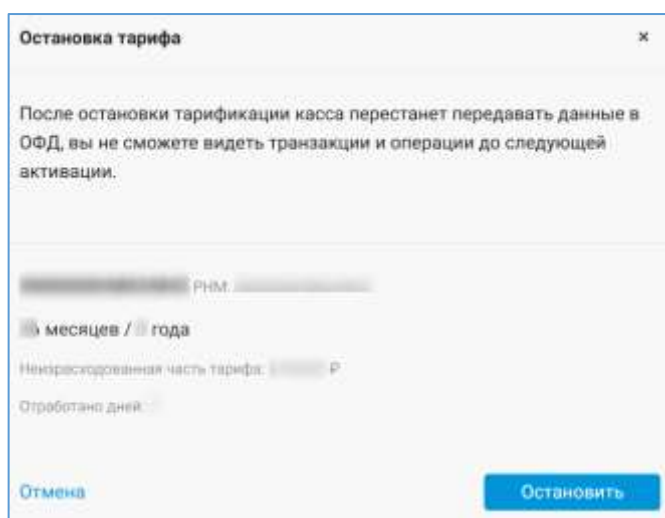 Остановка тарифа ×
После остановки тарификации касса перестанет передавать данные в
ОФД, вы не сможете видеть транзакции и операции до следующей
активации.
РНМ:
месяцев / года
Неизрасходованная часть тарифа: ₽
Отработано дней:
Отмена Остановить